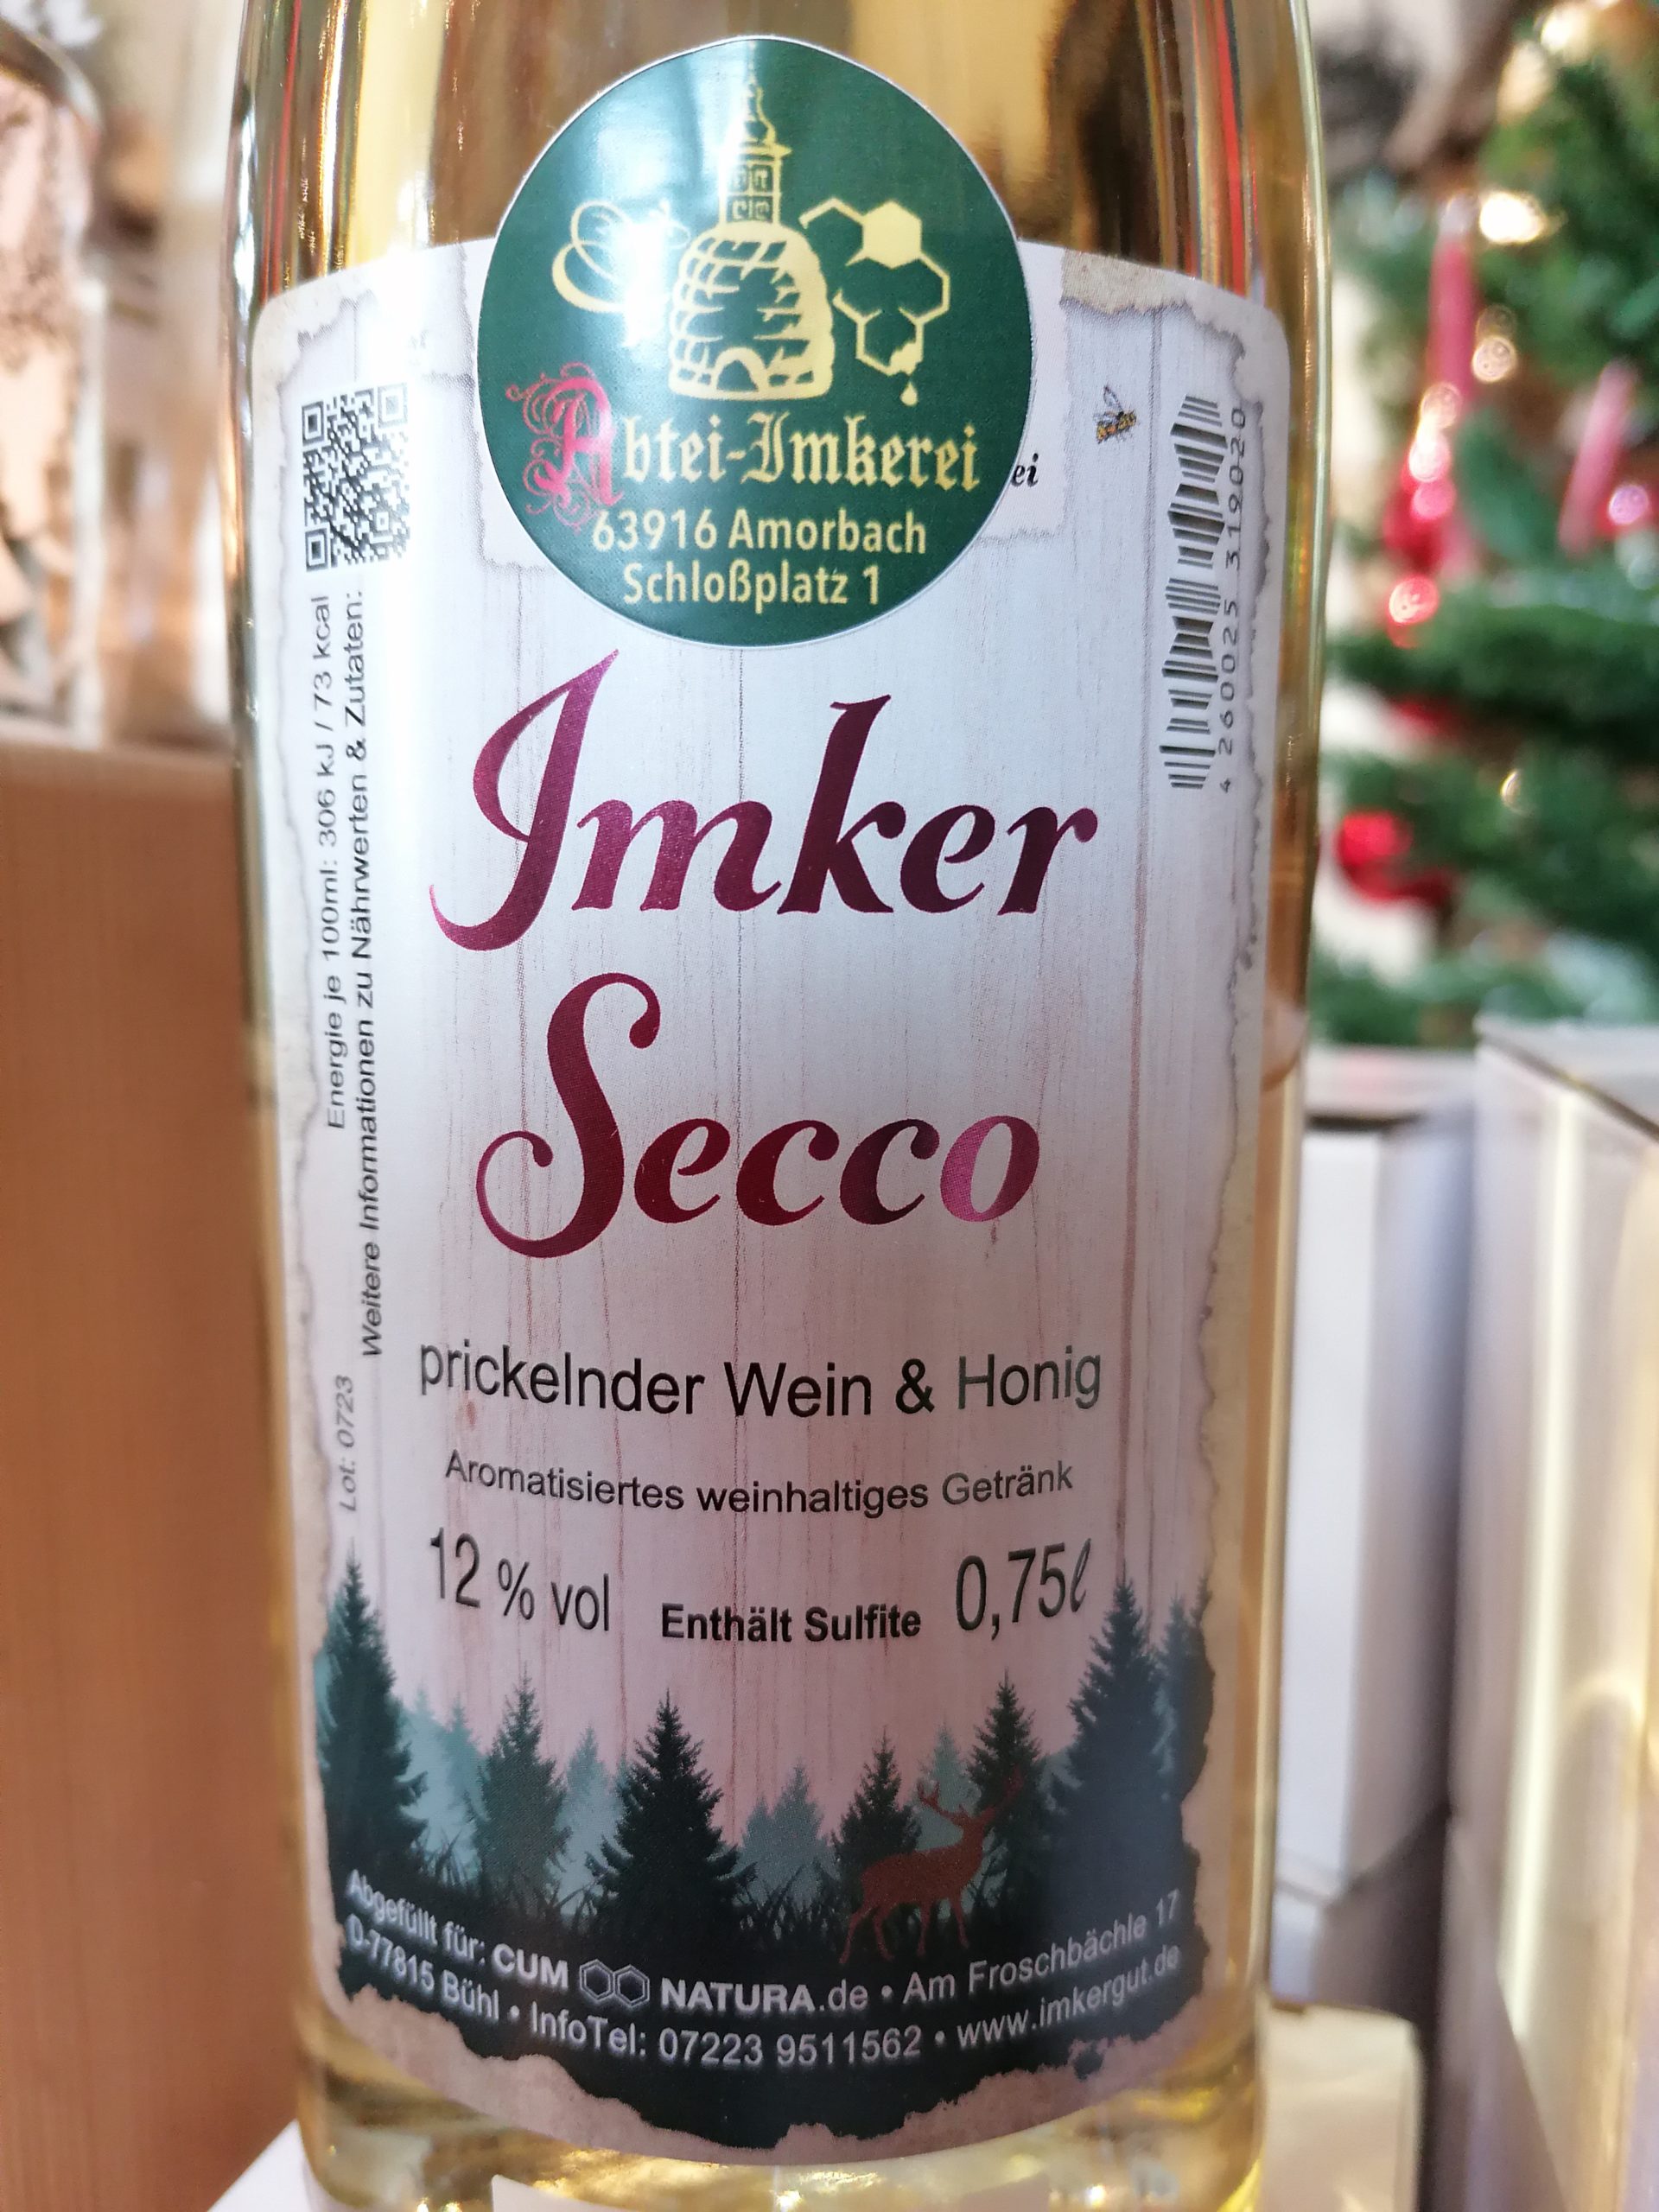 Abtei-Imkerei
63916 Amorbach
Schloßplatz 1
ei
Imker
Secco
prickelnder Wein & Honig
Aromatisiertes weinhaltiges Getränk
12 % vol Enthält Sulfite 0,75ℓ
Abgefüllt für: CUM NATURA.de • Am Froschbächle 17
D-77815 Bühl • InfoTel: 07223 9511562 • www.imkergut.de
Energie je 100ml: 306 kJ / 73 kcal
Weitere Informationen zu Nährwerten & Zutaten:
Lot: 0723
4 260025 319020